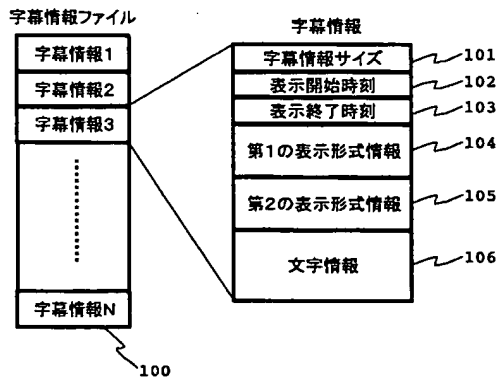 字幕情報ファイル
字幕情報1
字幕情報2
字幕情報3
字幕情報N
100
字幕情報
字幕情報サイズ
101
表示開始時刻
102
表示終了時刻
103
第1の表示形式情報
104
第2の表示形式情報
105
文字情報
106